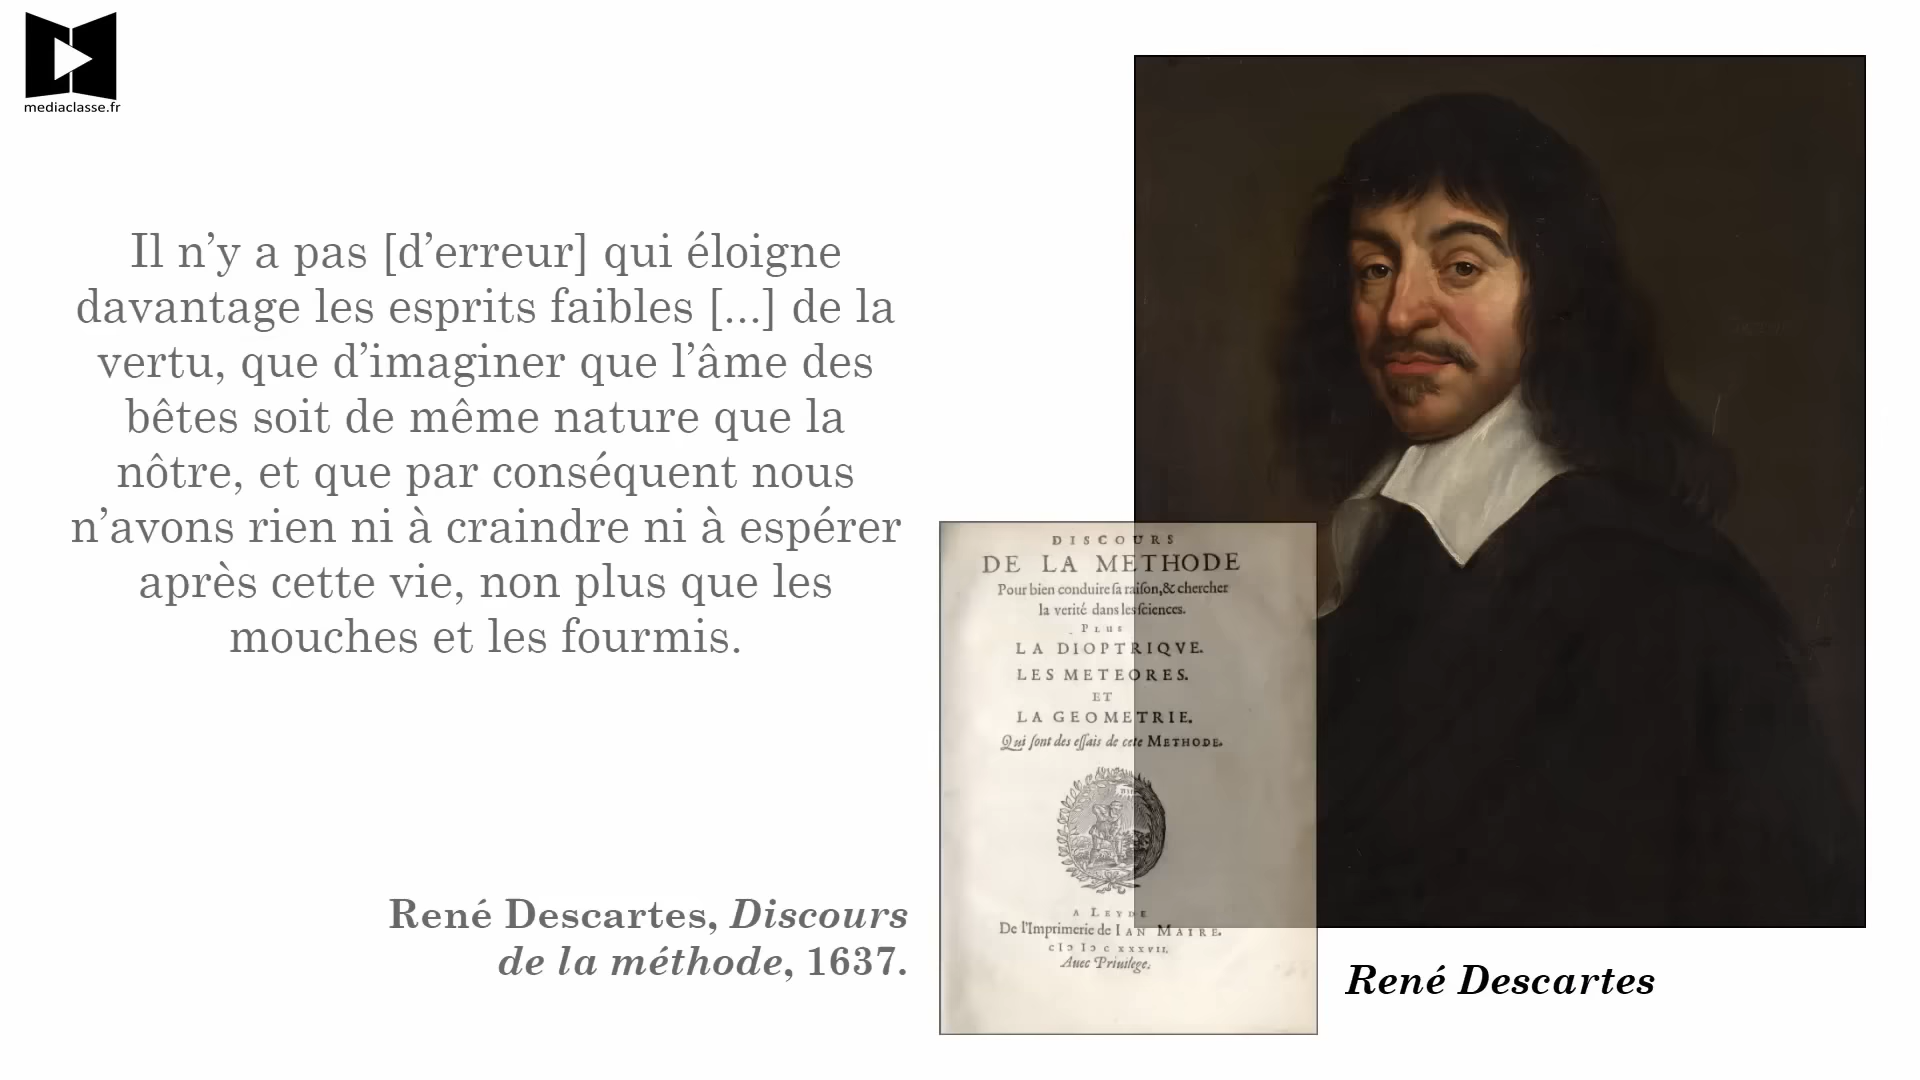 mediaclasse.fr
Il n’y a pas [d’erreur] qui éloigne
davantage les esprits faibles [...] de la
vertu, que d’imaginer que l’âme des
bêtes soit de même nature que la
nôtre, et que par conséquent nous
n’avons rien ni à craindre ni à espérer
après cette vie, non plus que les
mouches et les fourmis.
René Descartes, Discours
de la méthode, 1637.
DISCOURS
DE LA METHODE
Pour bien conduire ſa raiſon, & chercher
la verité dans les ſciences.
PLUS
LA DIOPTRIQVE.
LES METEORES.
ET
LA GEOMETRIE.
Qui ſont des eſſais de cete METHODE.
A LEYDE
De l'Imprimerie de IAN MAIRE.
cIↄ Iↄ c xxxvii.
Auec Priuilege.
René Descartes